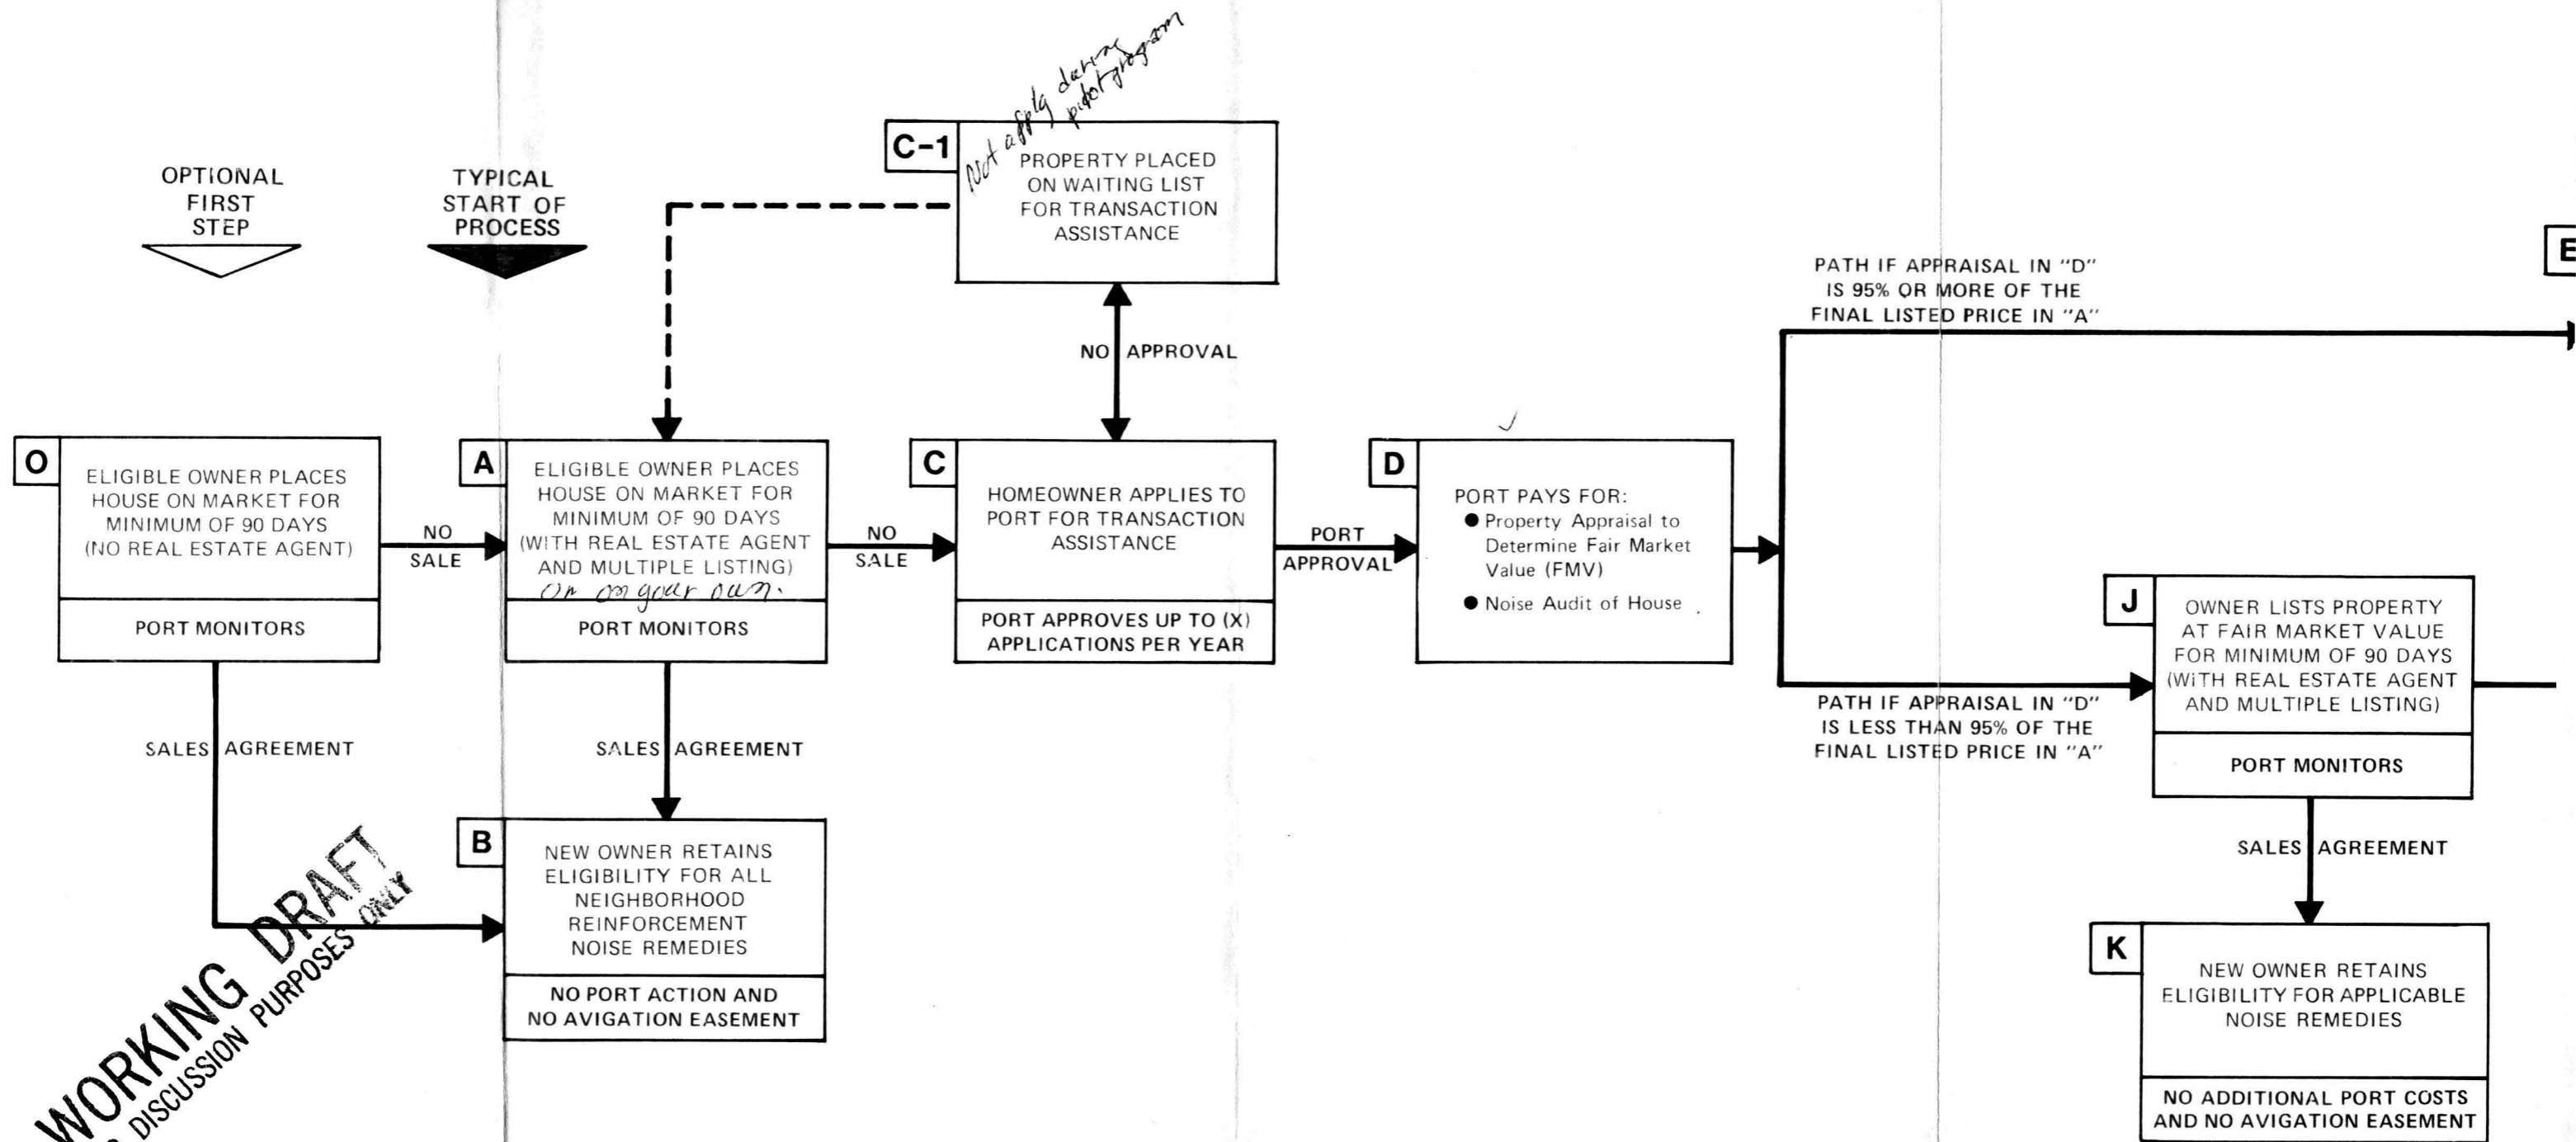 OPTIONAL
FIRST
STEP
TYPICAL
START OF
PROCESS
Not apply during
pilot program
C-1
PROPERTY PLACED
ON WAITING LIST
FOR TRANSACTION
ASSISTANCE
NO APPROVAL
O
ELIGIBLE OWNER PLACES
HOUSE ON MARKET FOR
MINIMUM OF 90 DAYS
(NO REAL ESTATE AGENT)
PORT MONITORS
NO
SALE
SALES AGREEMENT
A
ELIGIBLE OWNER PLACES
HOUSE ON MARKET FOR
MINIMUM OF 90 DAYS
(WITH REAL ESTATE AGENT
AND MULTIPLE LISTING)
or on your own.
PORT MONITORS
NO
SALE
SALES AGREEMENT
B
NEW OWNER RETAINS
ELIGIBILITY FOR ALL
NEIGHBORHOOD
REINFORCEMENT
NOISE REMEDIES
NO PORT ACTION AND
NO AVIGATION EASEMENT
C
HOMEOWNER APPLIES TO
PORT FOR TRANSACTION
ASSISTANCE
PORT APPROVES UP TO (X)
APPLICATIONS PER YEAR
PORT
APPROVAL
D
PORT PAYS FOR:
● Property Appraisal to
Determine Fair Market
Value (FMV)
● Noise Audit of House
PATH IF APPRAISAL IN "D"
IS 95% OR MORE OF THE
FINAL LISTED PRICE IN "A"
E
PATH IF APPRAISAL IN "D"
IS LESS THAN 95% OF THE
FINAL LISTED PRICE IN "A"
J
OWNER LISTS PROPERTY
AT FAIR MARKET VALUE
FOR MINIMUM OF 90 DAYS
(WITH REAL ESTATE AGENT
AND MULTIPLE LISTING)
PORT MONITORS
SALES AGREEMENT
K
NEW OWNER RETAINS
ELIGIBILITY FOR APPLICABLE
NOISE REMEDIES
NO ADDITIONAL PORT COSTS
AND NO AVIGATION EASEMENT
WORKING DRAFT
DISCUSSION PURPOSES ONLY